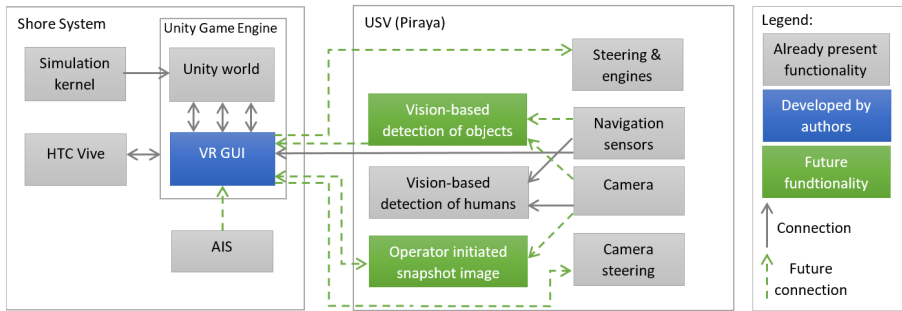 Shore System
Unity Game Engine
Simulation
kernel
Unity world
HTC Vive
VR GUI
AIS
USV (Piraya)
Steering &
engines
Vision-based
detection of objects
Navigation
sensors
Vision-based
detection of humans
Camera
Operator initiated
snapshot image
Camera
steering
Legend:
Already present
functionality
Developed by
authors
Future
fundtionality
Connection
Future
connection